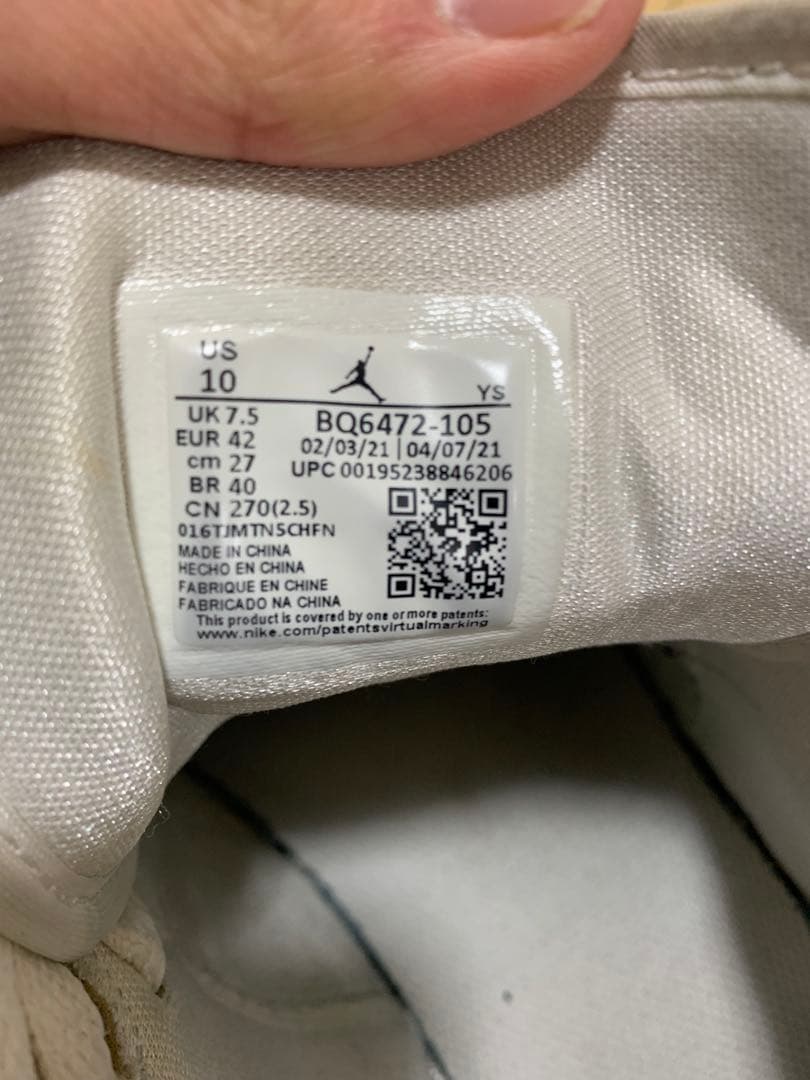 US
10
YS
UK 7.5
EUR 42
cm 27
BR 40
CN 270(2.5)
BQ6472-105
02/03/21 | 04/07/21
UPC 00195238846206
016TJMTN5CHFN
MADE IN CHINA
HECHO EN CHINA
FABRIQUE EN CHINE
FABRICADO NA CHINA
This product is covered by one or more patents:
www.nike.com/patentsvirtualmarking